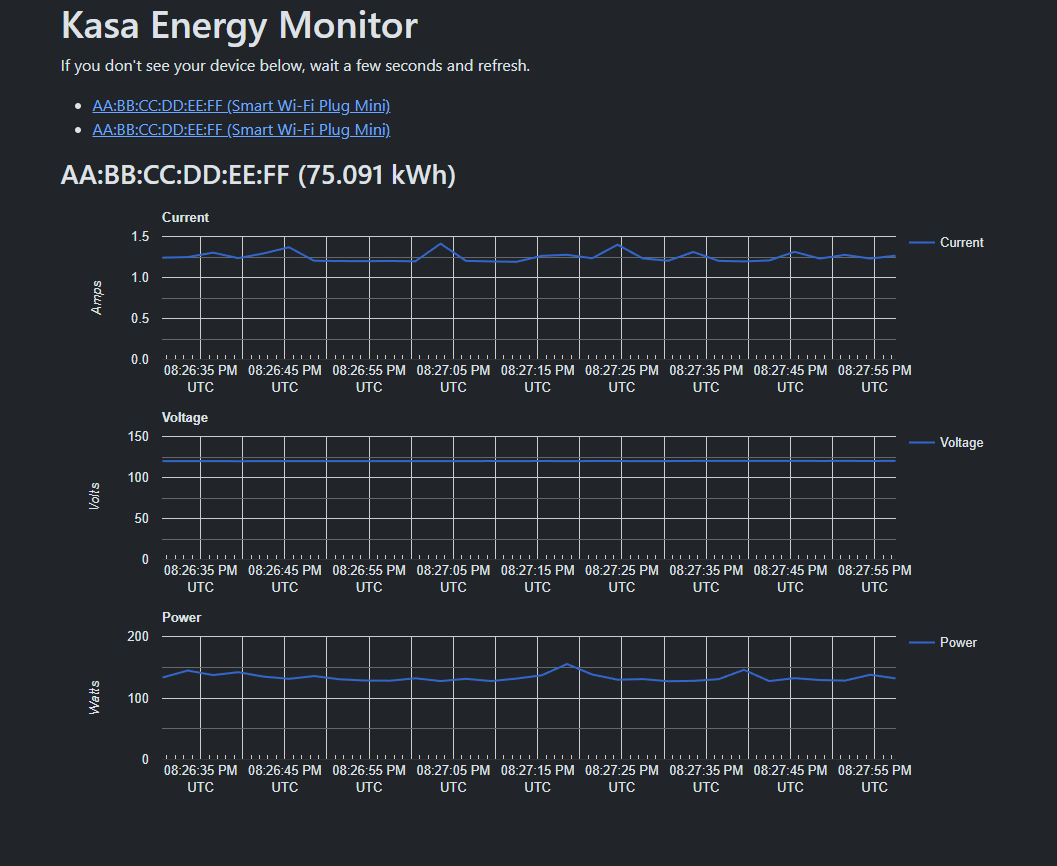 Kasa Energy Monitor
If you don't see your device below, wait a few seconds and refresh.
AA:BB:CC:DD:EE:FF (Smart Wi-Fi Plug Mini)
AA:BB:CC:DD:EE:FF (Smart Wi-Fi Plug Mini)
AA:BB:CC:DD:EE:FF (75.091 kWh)
Current
1.5
1.0
0.5
0.0
Amps
Current
08:26:35 PM 08:26:45 PM 08:26:55 PM 08:27:05 PM 08:27:15 PM 08:27:25 PM 08:27:35 PM 08:27:45 PM 08:27:55 PM
UTC UTC UTC UTC UTC UTC UTC UTC UTC
Voltage
150
100
50
0
Volts
Voltage
08:26:35 PM 08:26:45 PM 08:26:55 PM 08:27:05 PM 08:27:15 PM 08:27:25 PM 08:27:35 PM 08:27:45 PM 08:27:55 PM
UTC UTC UTC UTC UTC UTC UTC UTC UTC
Power
200
100
0
Watts
Power
08:26:35 PM 08:26:45 PM 08:26:55 PM 08:27:05 PM 08:27:15 PM 08:27:25 PM 08:27:35 PM 08:27:45 PM 08:27:55 PM
UTC UTC UTC UTC UTC UTC UTC UTC UTC